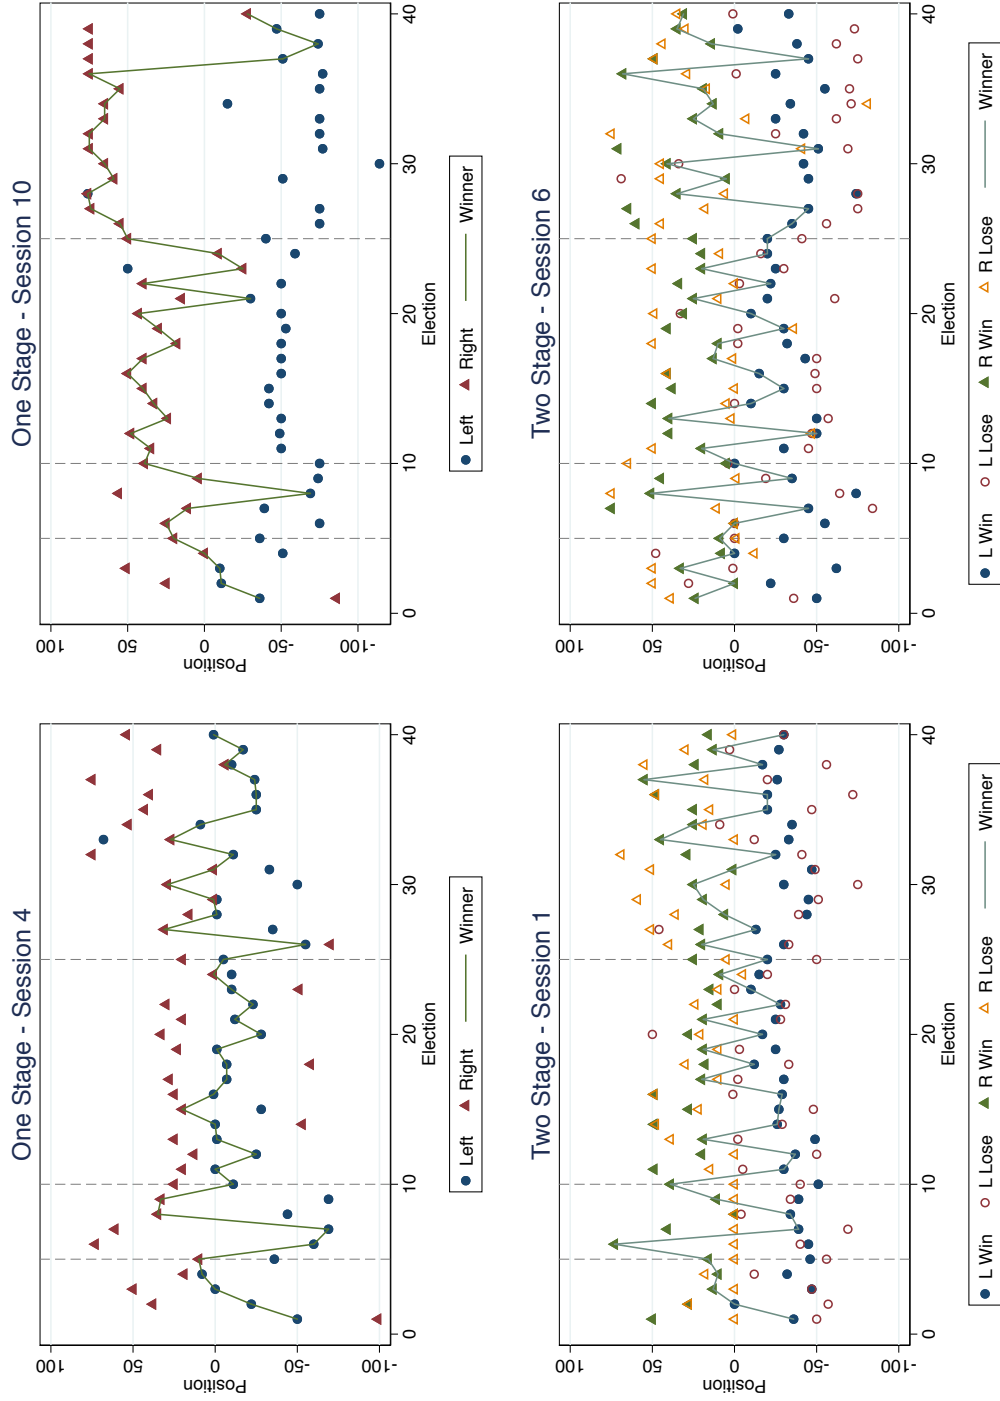 One Stage - Session 4
Position
100
50
0
-50
-100
0
10
20
30
40
Election
Left
Right
Winner
One Stage - Session 10
Position
100
50
0
-50
-100
0
10
20
30
40
Election
Left
Right
Winner
Two Stage - Session 1
Position
100
50
0
-50
-100
0
10
20
30
40
Election
L Win
L Lose
R Win
R Lose
Winner
Two Stage - Session 6
Position
100
50
0
-50
-100
0
10
20
30
40
Election
L Win
L Lose
R Win
R Lose
Winner